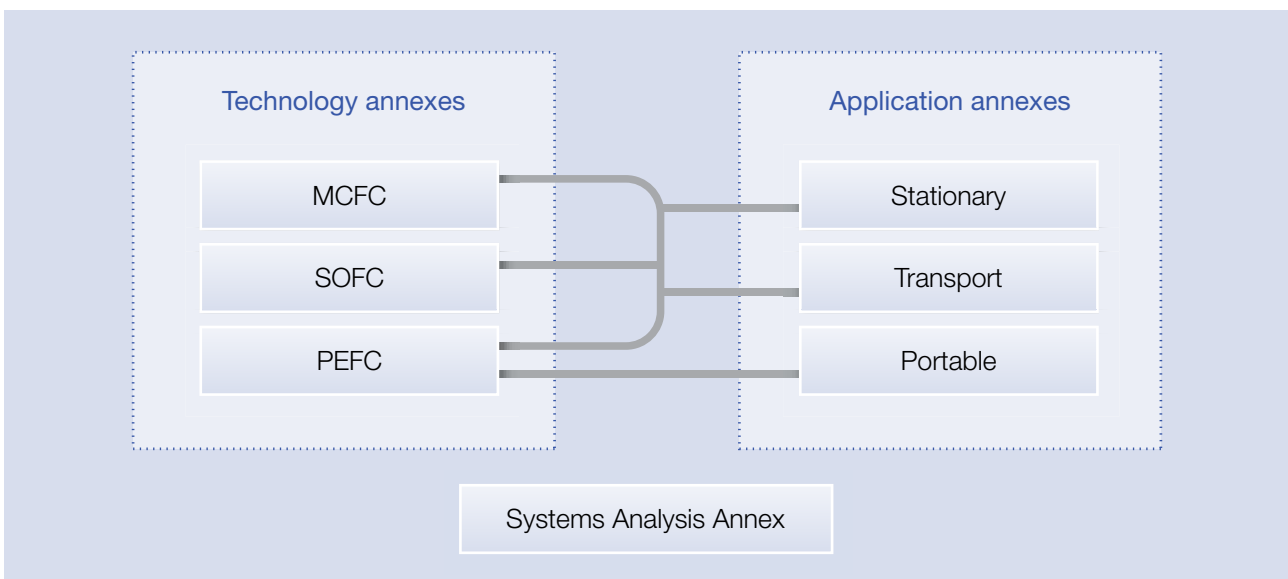 Technology annexes
MCFC
SOFC
PEFC
Application annexes
Stationary
Transport
Portable
Systems Analysis Annex